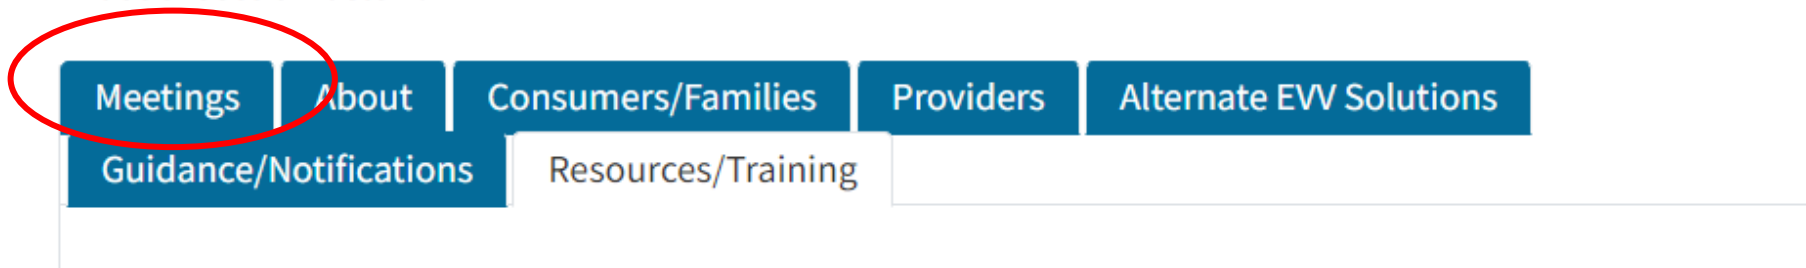 Meetings About Consumers/Families Providers Alternate EVV Solutions
Guidance/Notifications Resources/Training